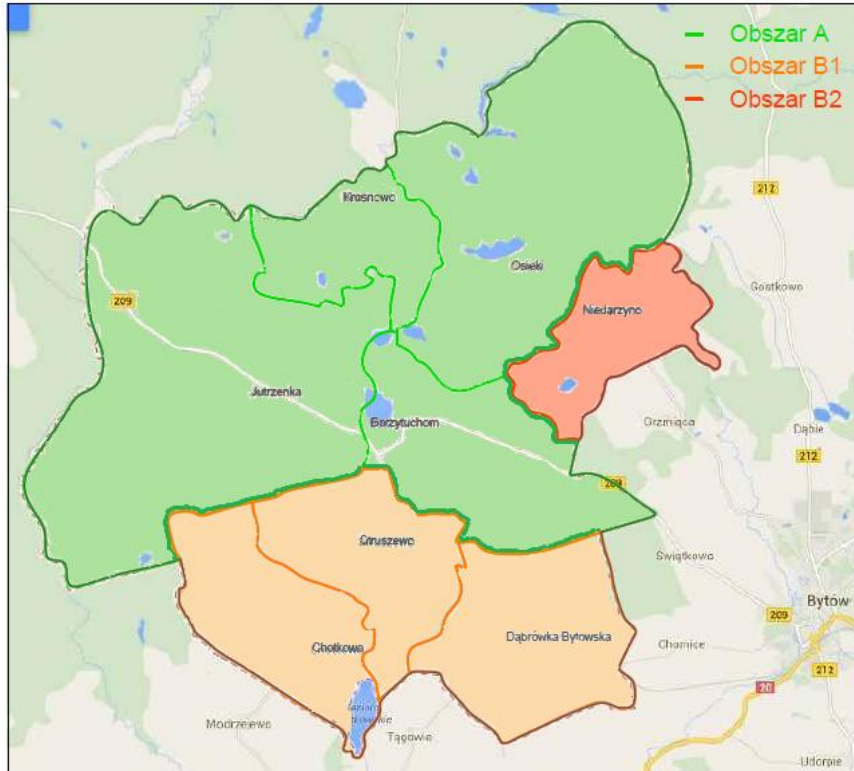 Obszar A
Obszar B1
Obszar B2
212
Krosnowo
Osieki
Gostkowo
209
Niedarzyno
Jutrzenka
Borzytuchom
Grzmiąca
Dąbie
212
209
Struszewo
Świątkowo
Bytów
209
Chotkowo
Dąbrówka Bytowska
Chomice
212
20
Modrzejewo
Tągowie
Udorpie